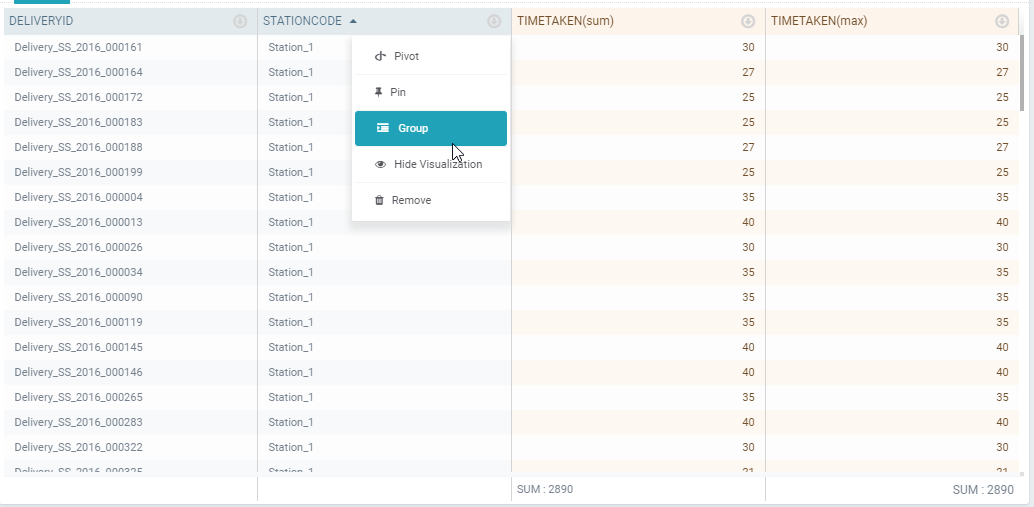 DELIVERYID STATIONCODE TIMETAKEN(sum) TIMETAKEN(max)
Delivery_SS_2016_000161 Station_1 30 30
Pivot
Delivery_SS_2016_000164 Station_1 27 27
Delivery_SS_2016_000172 Station_1 Pin 25 25
Delivery_SS_2016_000183 Station_1 Group 25 25
Delivery_SS_2016_000188 Station_1 27 27
Hide Visualization
Delivery_SS_2016_000199 Station_1 25 25
Delivery_SS_2016_000004 Station_1 Remove 35 35
Delivery_SS_2016_000013 Station_1 40 40
Delivery_SS_2016_000026 Station_1 30 30
Delivery_SS_2016_000034 Station_1 35 35
Delivery_SS_2016_000090 Station_1 35 35
Delivery_SS_2016_000119 Station_1 35 35
Delivery_SS_2016_000145 Station_1 40 40
Delivery_SS_2016_000146 Station_1 40 40
Delivery_SS_2016_000265 Station_1 35 35
Delivery_SS_2016_000283 Station_1 40 40
Delivery_SS_2016_000322 Station_1 30 30
Delivery_SS_2016_000325 Station_1 21 21
SUM : 2890 SUM : 2890